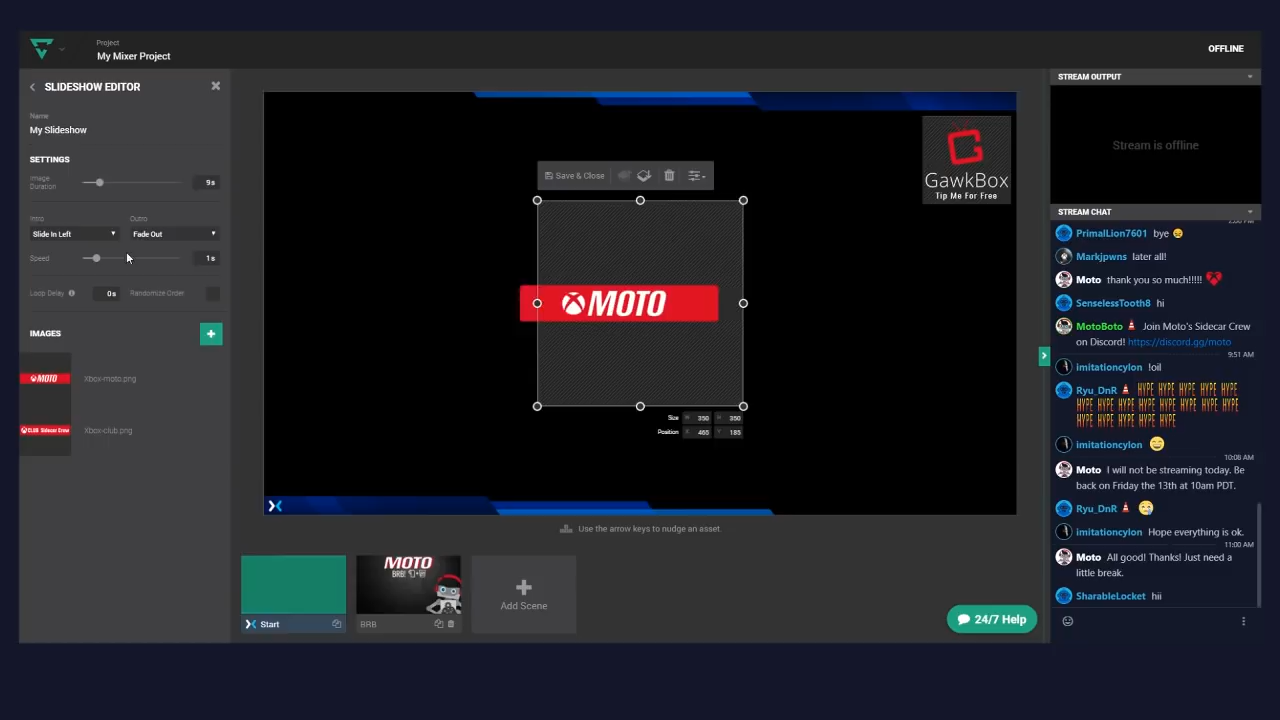 Project
My Mixer Project
OFFLINE
SLIDESHOW EDITOR
Name
My Slideshow
SETTINGS
Image
Duration
9s
Intro
Outro
Slide In Left
Fade Out
Speed
1s
Loop Delay
0s
Randomize Order
IMAGES
MOTO
Xbox-moto.png
CLUB Sidecar Crew
Xbox-club.png
Save & Close
MOTO
GawkBox
Tip Me For Free
Size W 350 H 350
Position X 465 Y 185
Use the arrow keys to nudge an asset.
Start
MOTO
BRB!
BRB
Add Scene
24/7 Help
STREAM OUTPUT
Stream is offline
STREAM CHAT
PrimalLion7601 bye
Markjpwns later all!
Moto thank you so much!!!!!
SenselessTooth8 hi
MotoBoto Join Moto's Sidecar Crew
on Discord! https://discord.gg/moto
9:51 AM
imitationcylon !oil
Ryu_DnR HYPE HYPE HYPE HYPE HYPE
HYPE HYPE HYPE HYPE HYPE HYPE HYPE HYPE
HYPE HYPE HYPE HYPE HYPE
imitationcylon
10:08 AM
Moto I will not be streaming today. Be
back on Friday the 13th at 10am PDT.
Ryu_DnR
imitationcylon Hope everything is ok.
11:00 AM
Moto All good! Thanks! Just need a
little break.
SharableLocket hii